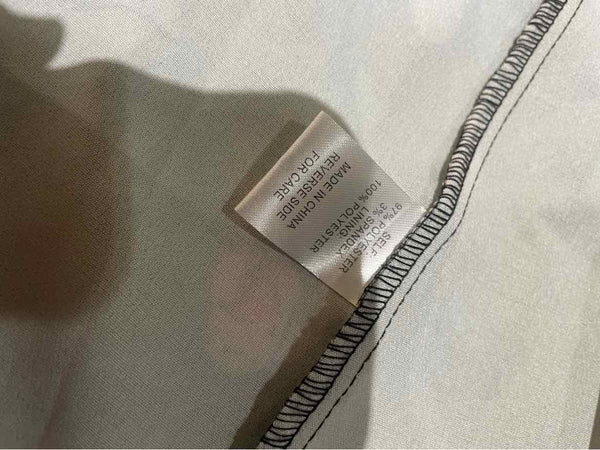 SELF:
97% POLYESTER
3% SPANDEX
LINING:
100% POLYESTER
MADE IN CHINA
REVERSE SIDE
FOR CARE